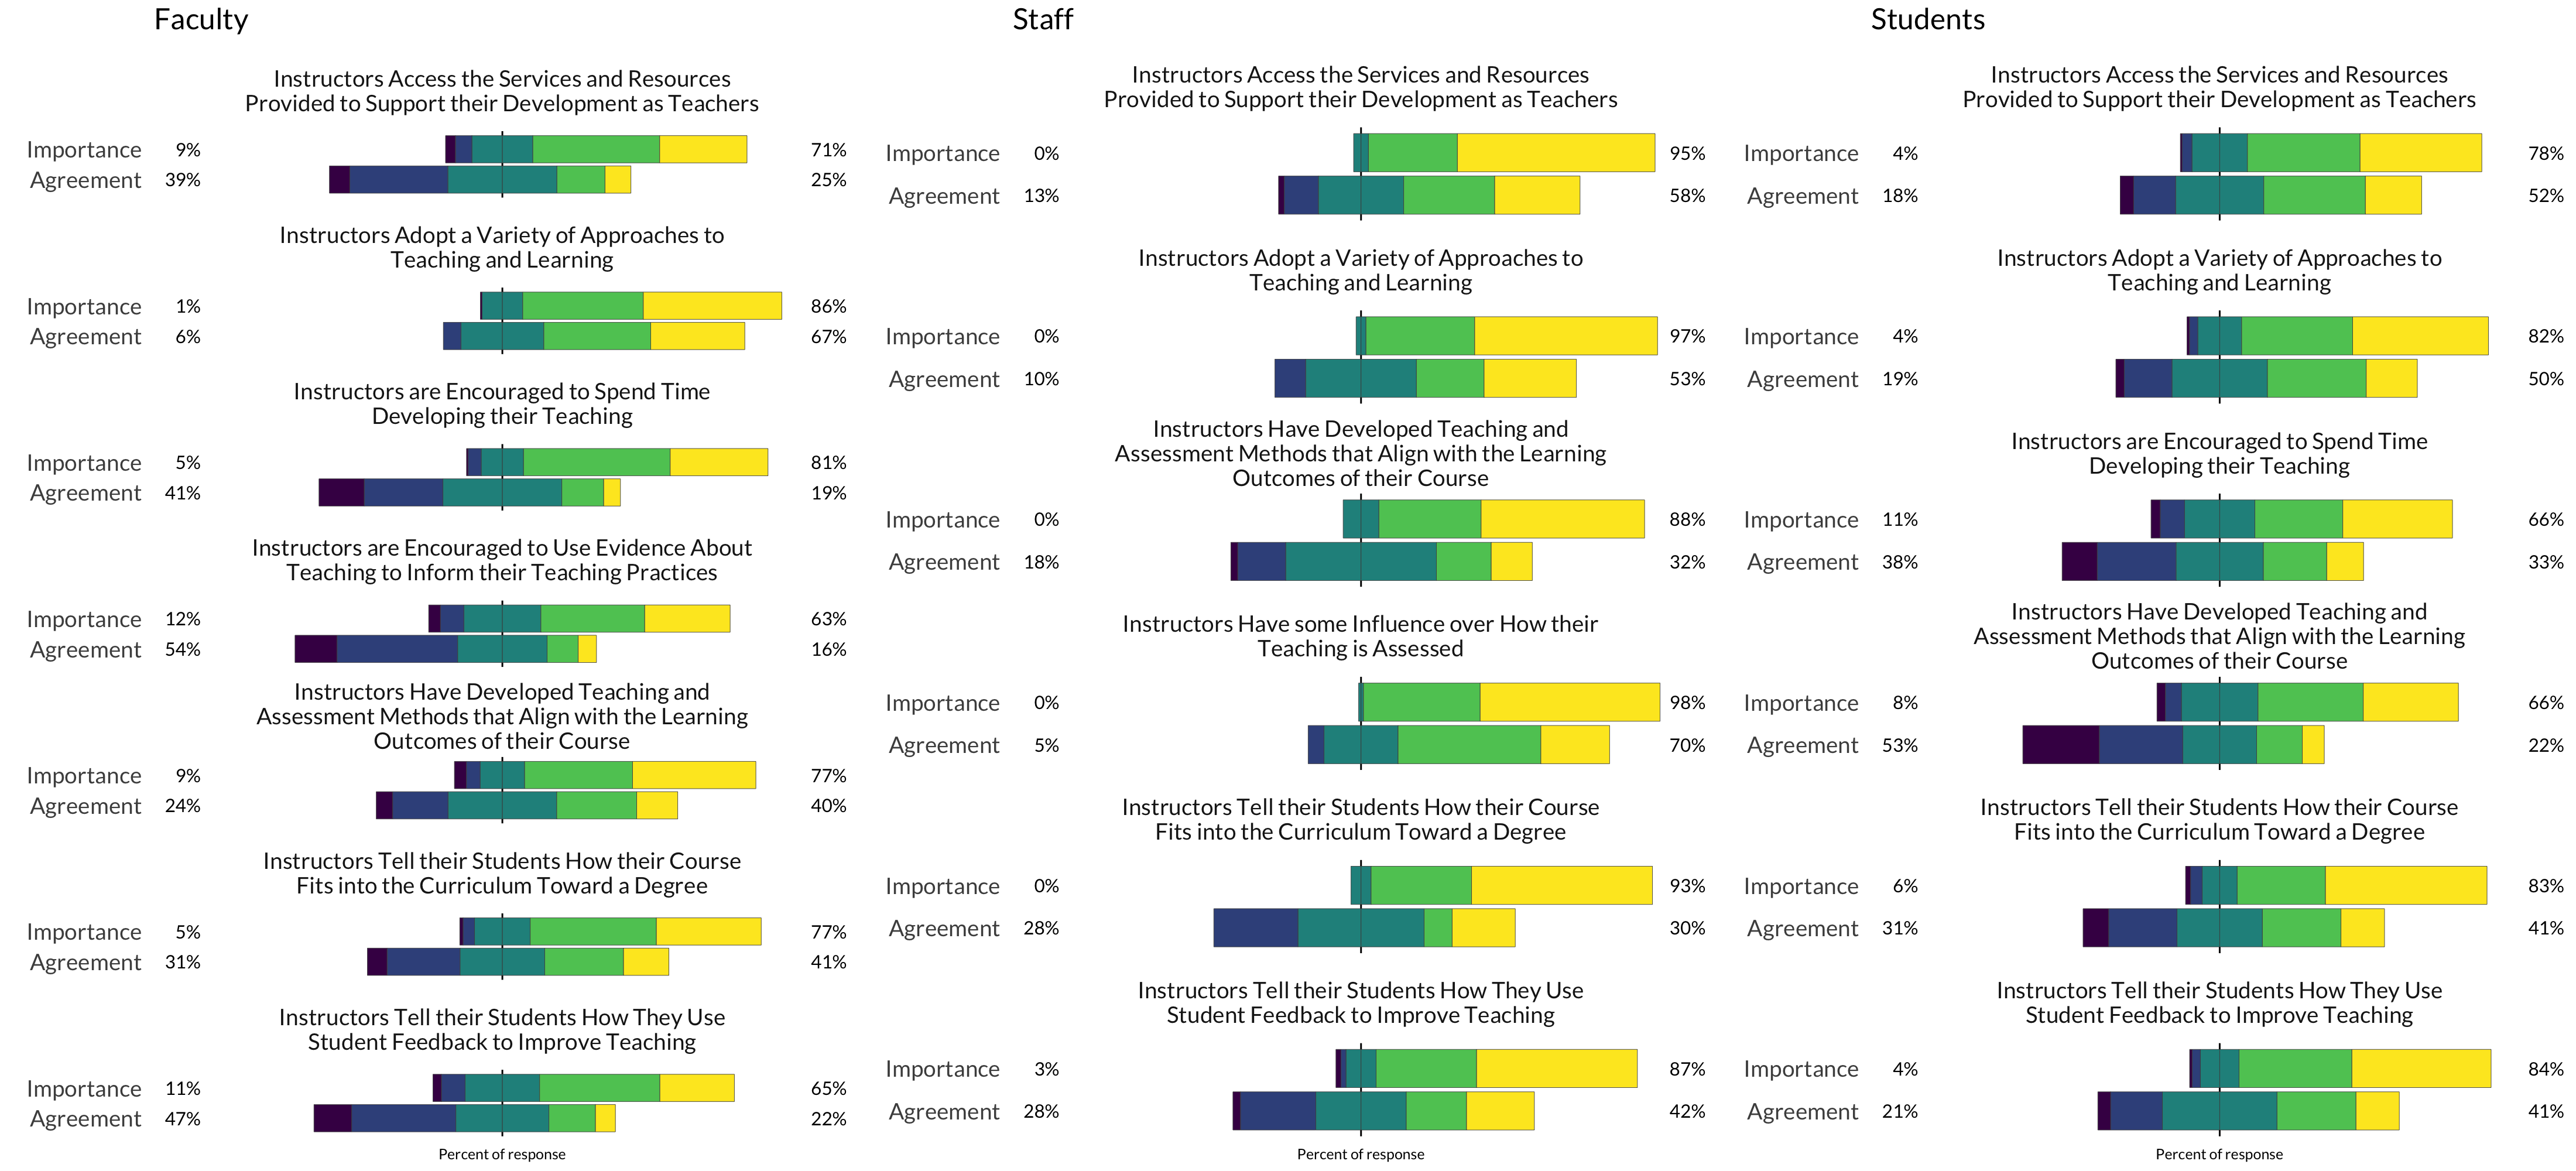 Faculty
Instructors Access the Services and Resources
Provided to Support their Development as Teachers
Importance 9% 71%
Agreement 39% 25%
Instructors Adopt a Variety of Approaches to
Teaching and Learning
Importance 1% 86%
Agreement 6% 67%
Instructors are Encouraged to Spend Time
Developing their Teaching
Importance 5% 81%
Agreement 41% 19%
Instructors are Encouraged to Use Evidence About
Teaching to Inform their Teaching Practices
Importance 12% 63%
Agreement 54% 16%
Instructors Have Developed Teaching and
Assessment Methods that Align with the Learning
Outcomes of their Course
Importance 9% 77%
Agreement 24% 40%
Instructors Tell their Students How their Course
Fits into the Curriculum Toward a Degree
Importance 5% 77%
Agreement 31% 41%
Instructors Tell their Students How They Use
Student Feedback to Improve Teaching
Importance 11% 65%
Agreement 47% 22%
Percent of response
Staff
Instructors Access the Services and Resources
Provided to Support their Development as Teachers
Importance 0% 95%
Agreement 13% 58%
Instructors Adopt a Variety of Approaches to
Teaching and Learning
Importance 0% 97%
Agreement 10% 53%
Instructors Have Developed Teaching and
Assessment Methods that Align with the Learning
Outcomes of their Course
Importance 0% 88%
Agreement 18% 32%
Instructors Have some Influence over How their
Teaching is Assessed
Importance 0% 98%
Agreement 5% 70%
Instructors Tell their Students How their Course
Fits into the Curriculum Toward a Degree
Importance 0% 93%
Agreement 28% 30%
Instructors Tell their Students How They Use
Student Feedback to Improve Teaching
Importance 3% 87%
Agreement 28% 42%
Percent of response
Students
Instructors Access the Services and Resources
Provided to Support their Development as Teachers
Importance 4% 78%
Agreement 18% 52%
Instructors Adopt a Variety of Approaches to
Teaching and Learning
Importance 4% 82%
Agreement 19% 50%
Instructors are Encouraged to Spend Time
Developing their Teaching
Importance 11% 66%
Agreement 38% 33%
Instructors Have Developed Teaching and
Assessment Methods that Align with the Learning
Outcomes of their Course
Importance 8% 66%
Agreement 53% 22%
Instructors Tell their Students How their Course
Fits into the Curriculum Toward a Degree
Importance 6% 83%
Agreement 31% 41%
Instructors Tell their Students How They Use
Student Feedback to Improve Teaching
Importance 4% 84%
Agreement 21% 41%
Percent of response